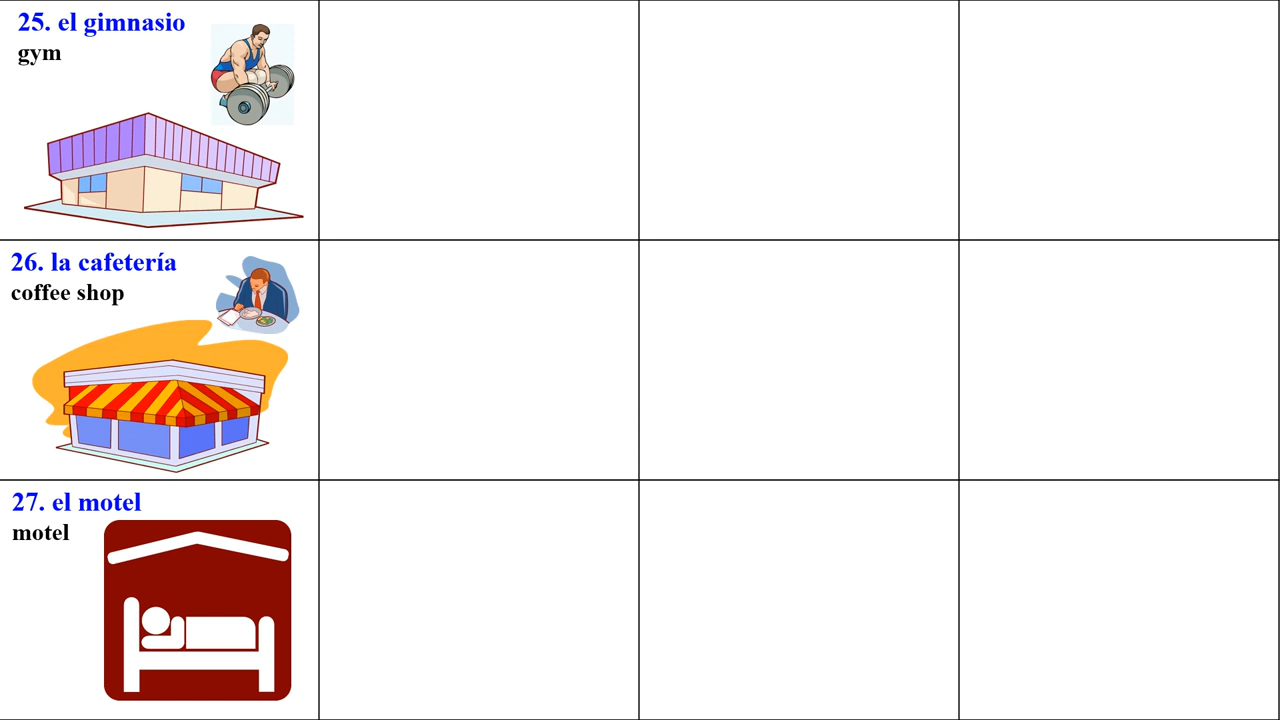 25. el gimnasio
gym
26. la cafetería
coffee shop
27. el motel
motel